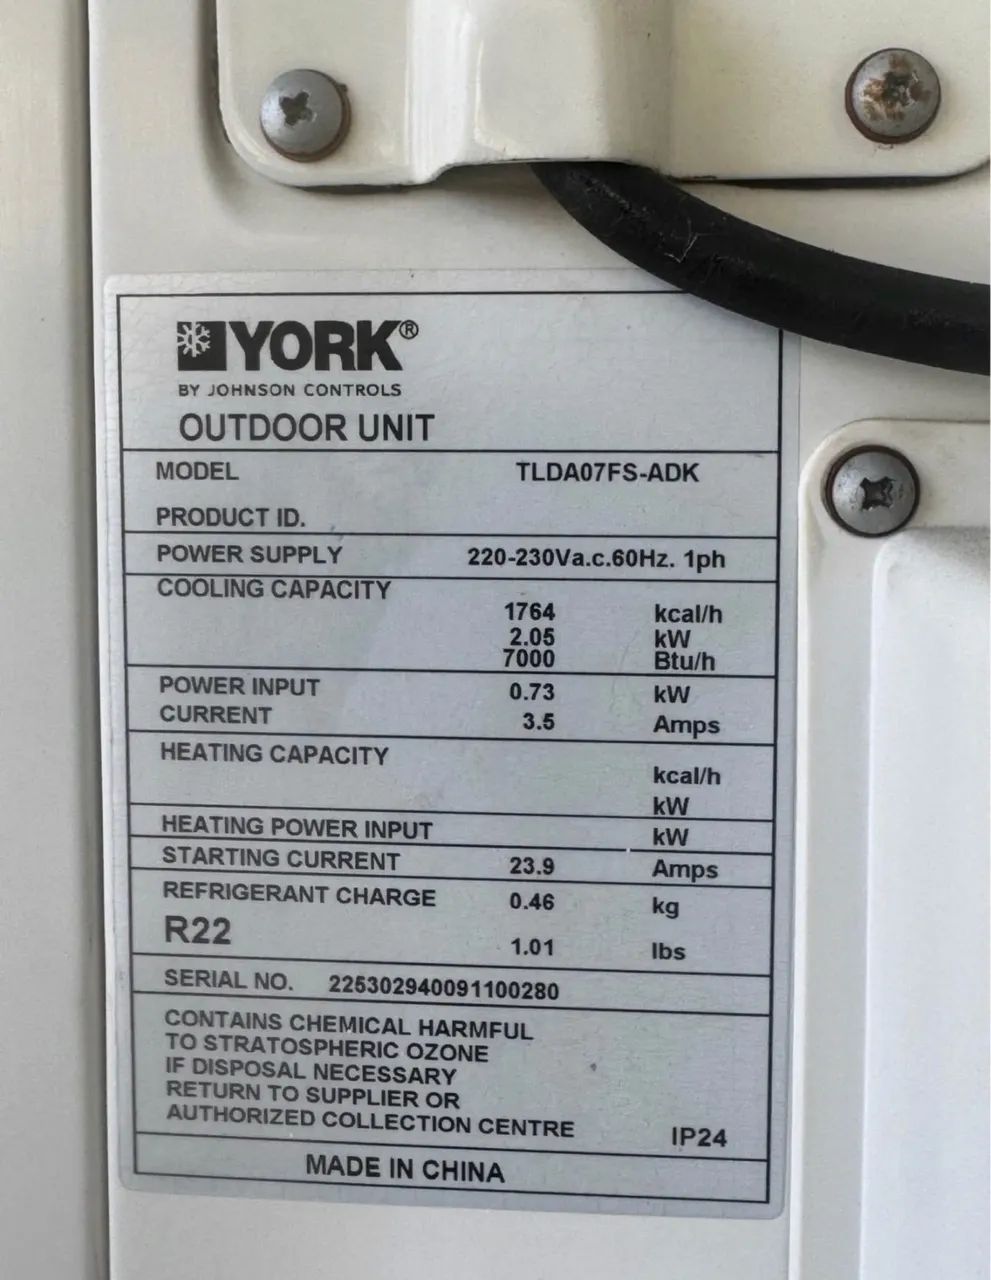 YORK®
BY JOHNSON CONTROLS
OUTDOOR UNIT
MODEL TLDA07FS-ADK
PRODUCT ID.
POWER SUPPLY 220-230Va.c.60Hz. 1ph
COOLING CAPACITY
1764 kcal/h
2.05 kW
7000 Btu/h
POWER INPUT 0.73 kW
CURRENT 3.5 Amps
HEATING CAPACITY
kcal/h
kW
HEATING POWER INPUT kW
STARTING CURRENT 23.9 Amps
REFRIGERANT CHARGE 0.46 kg
R22 1.01 lbs
SERIAL NO. 225302940091100280
CONTAINS CHEMICAL HARMFUL
TO STRATOSPHERIC OZONE
IF DISPOSAL NECESSARY
RETURN TO SUPPLIER OR
AUTHORIZED COLLECTION CENTRE IP24
MADE IN CHINA